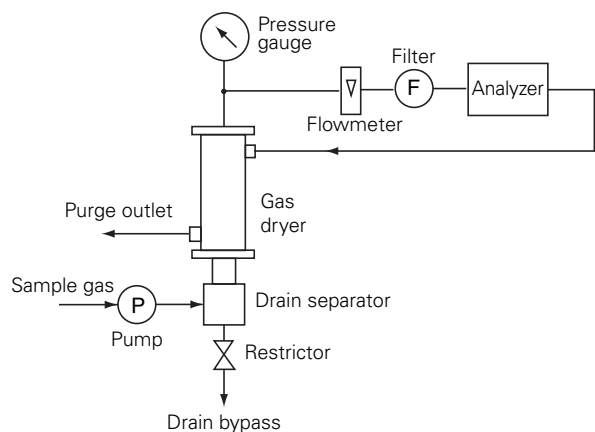 Pressure
gauge
Filter
F
Analyzer
Flowmeter
Purge outlet
Gas
dryer
Sample gas
P
Pump
Drain separator
Restrictor
Drain bypass